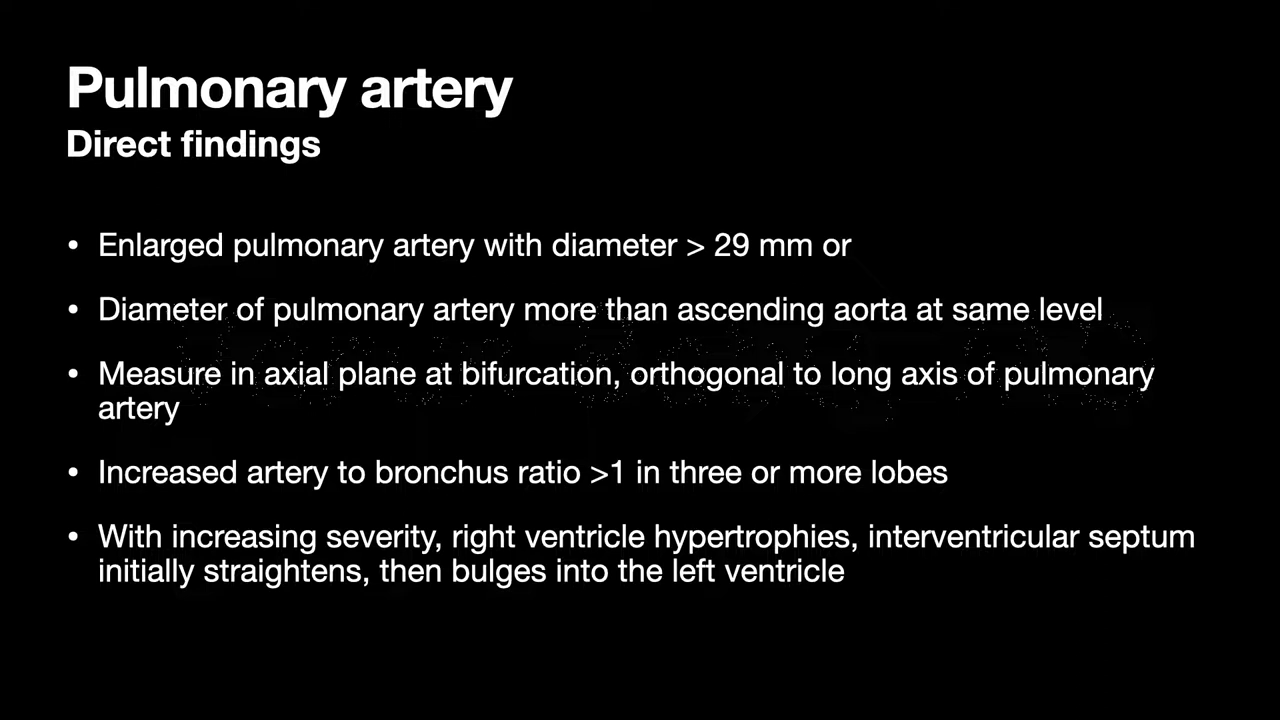 Pulmonary artery
Direct findings
• Enlarged pulmonary artery with diameter > 29 mm or
• Diameter of pulmonary artery more than ascending aorta at same level
• Measure in axial plane at bifurcation, orthogonal to long axis of pulmonary
artery
• Increased artery to bronchus ratio >1 in three or more lobes
• With increasing severity, right ventricle hypertrophies, interventricular septum
initially straightens, then bulges into the left ventricle